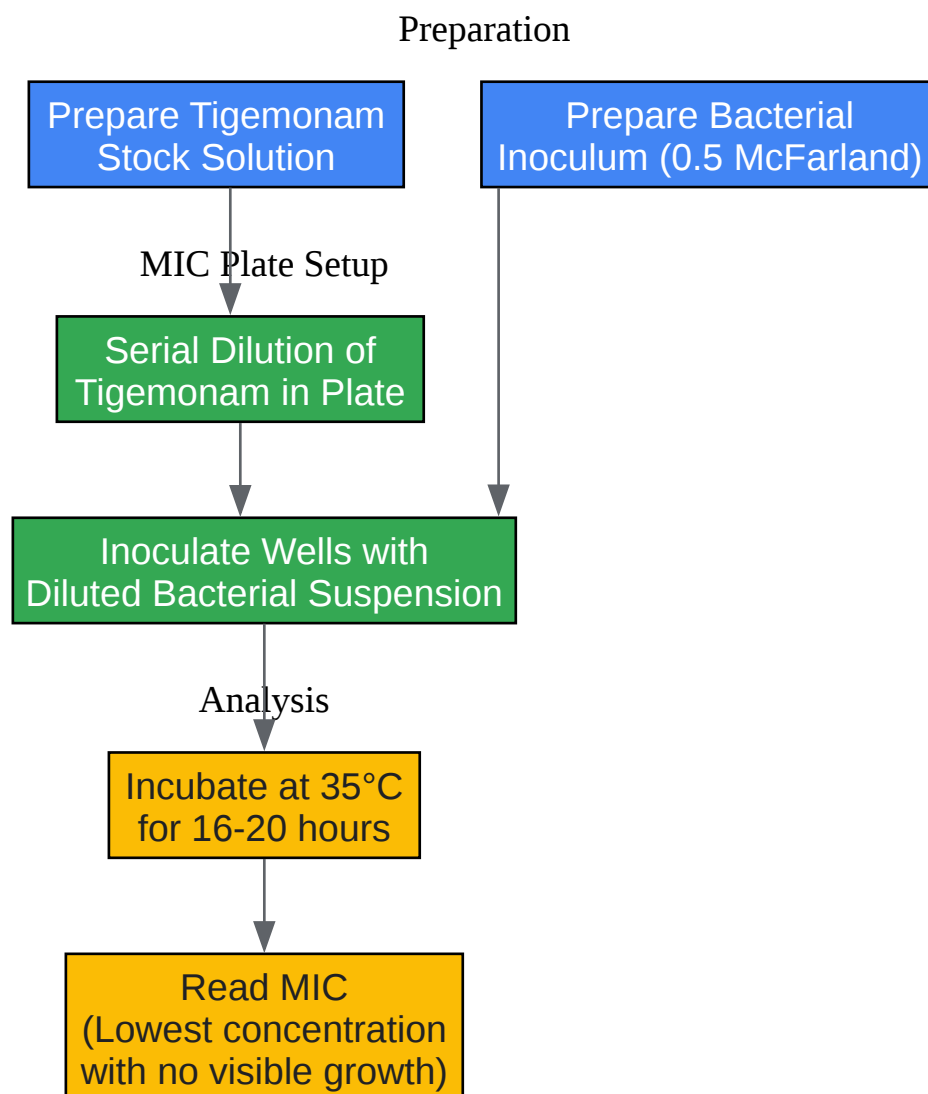 Preparation
Prepare Tigemonam
Stock Solution
Prepare Bacterial
Inoculum (0.5 McFarland)
MIC Plate Setup
Serial Dilution of
Tigemonam in Plate
Inoculate Wells with
Diluted Bacterial Suspension
Analysis
Incubate at 35°C
for 16-20 hours
Read MIC
(Lowest concentration
with no visible growth)